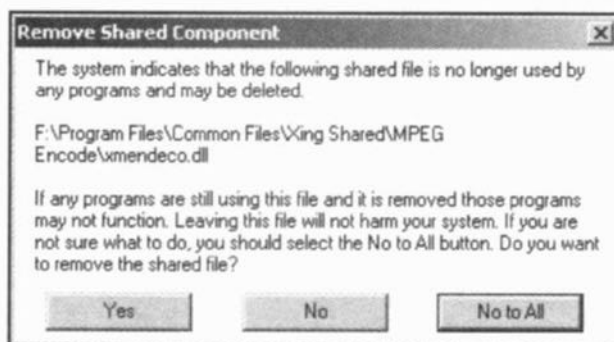 Remove Shared Component
The system indicates that the following shared file is no longer used by
any programs and may be deleted.
F:\Program Files\Common Files\Xing Shared\MPEG
Encode\xmendeco.dll
If any programs are still using this file and it is removed those programs
may not function. Leaving this file will not harm your system. If you are
not sure what to do, you should select the No to All button. Do you want
to remove the shared file?
Yes No No to All